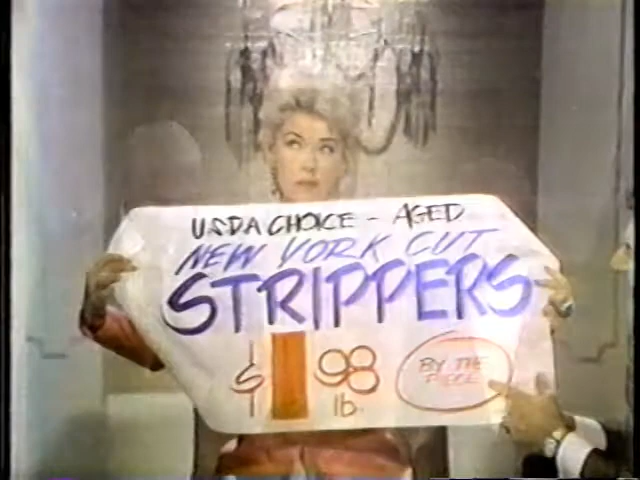 USDA CHOICE - AGED
NEW YORK CUT
STRIPPERS
$1.98
lb.
BY THE
PIECE